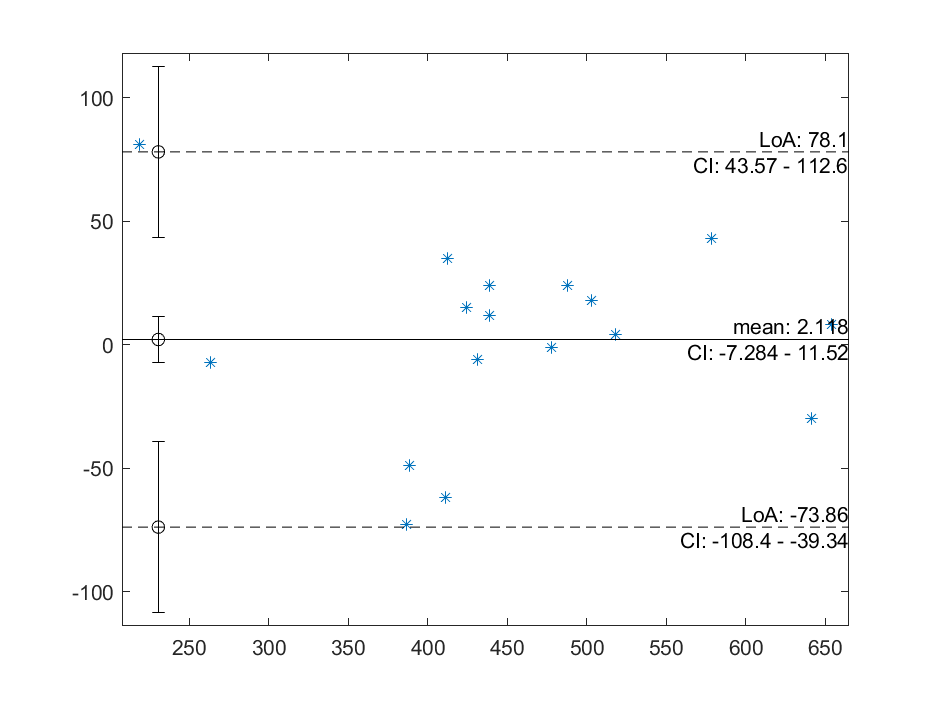 100
50
0
-50
-100
LoA: 78.1
CI: 43.57 - 112.6
mean: 2.118
CI: -7.284 - 11.52
LoA: -73.86
CI: -108.4 - -39.34
250 300 350 400 450 500 550 600 650